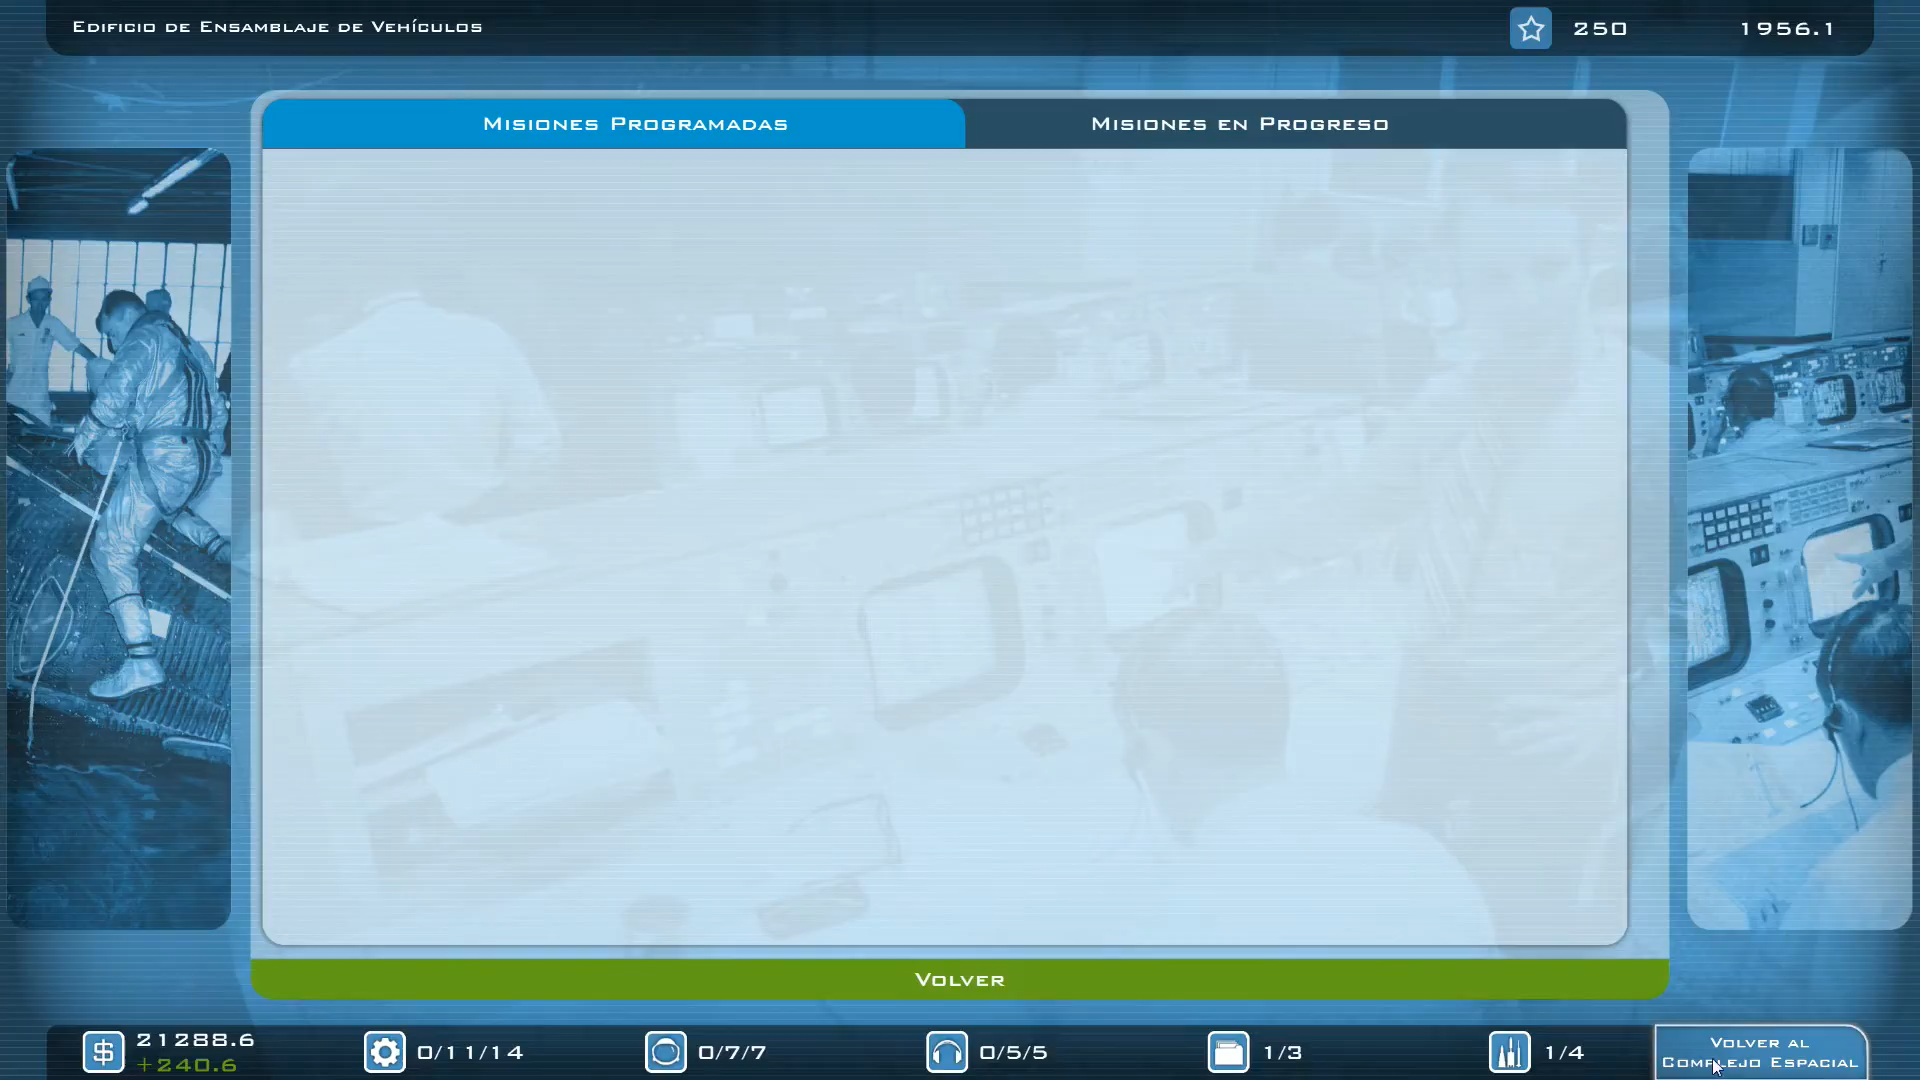 Edificio de Ensamblaje de Vehículos
250
1956.1
Misiones Programadas
Misiones en Progreso
Volver
21288.6
+240.6
0/11/14
0/7/7
0/5/5
1/3
1/4
Volver al
Complejo Espacial